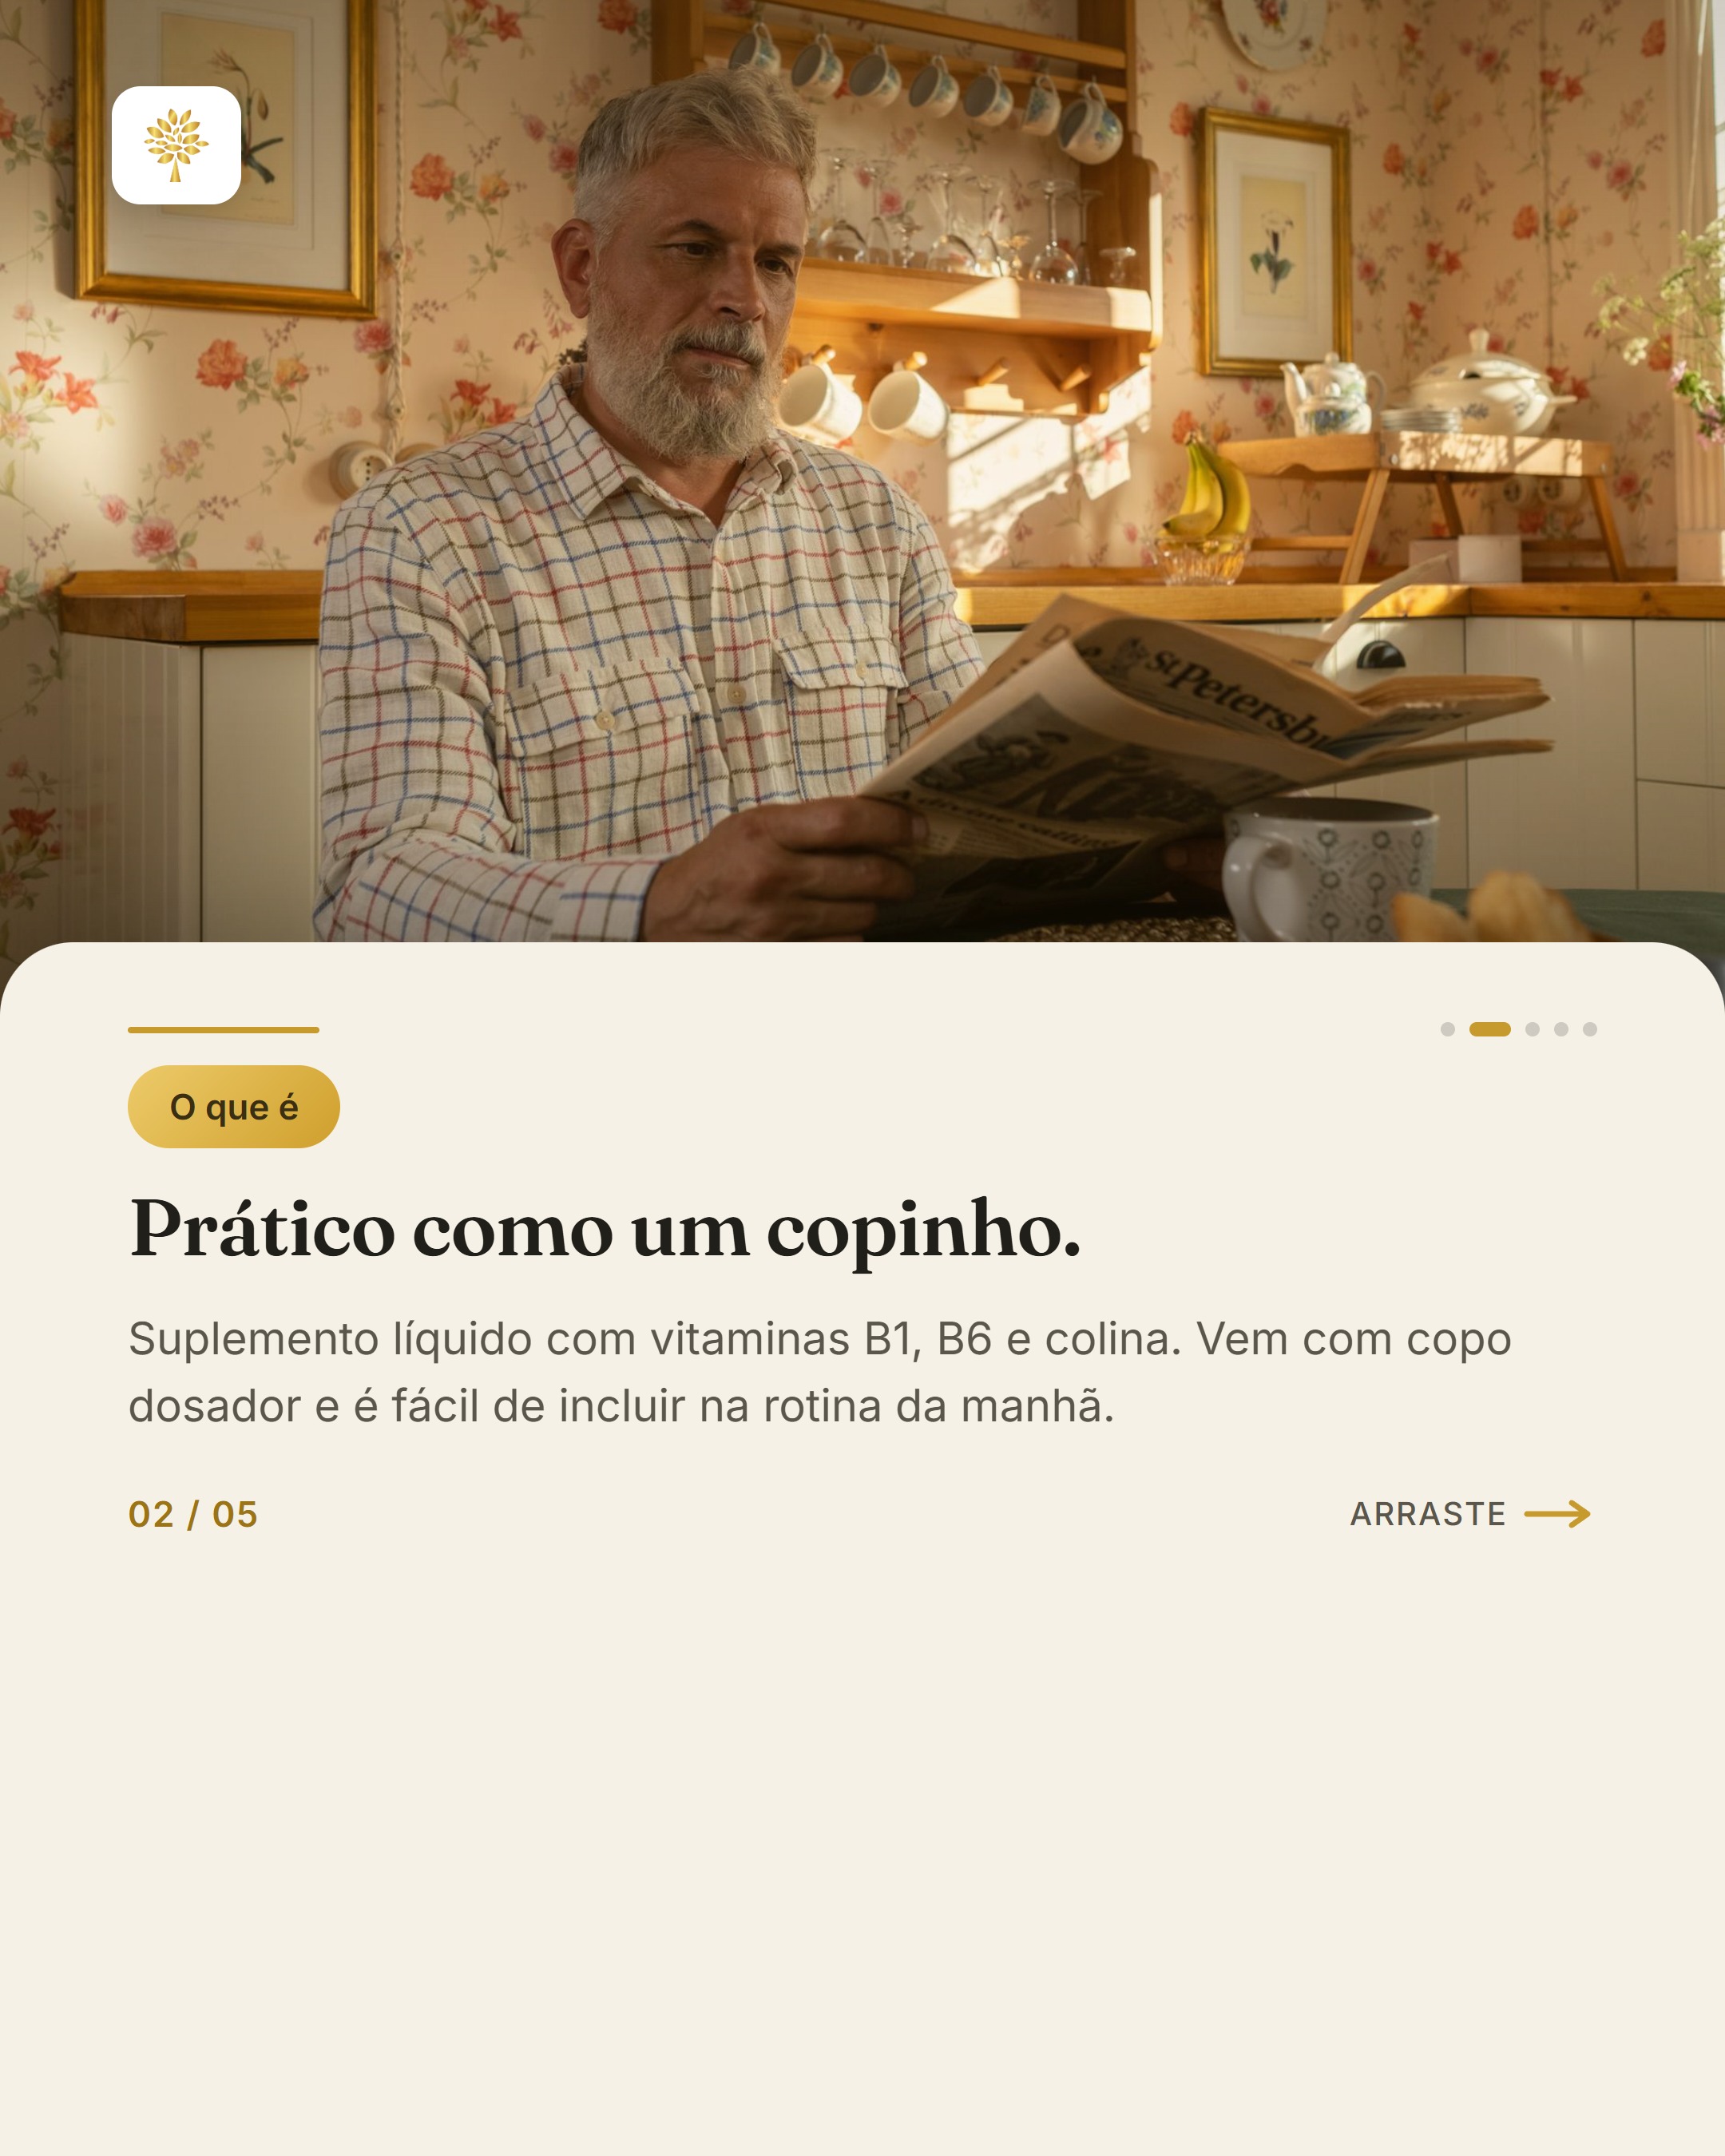 St Petersbu
O que é
Prático como um copinho.
Suplemento líquido com vitaminas B1, B6 e colina. Vem com copo
dosador e é fácil de incluir na rotina da manhã.
02 / 05
ARRASTE